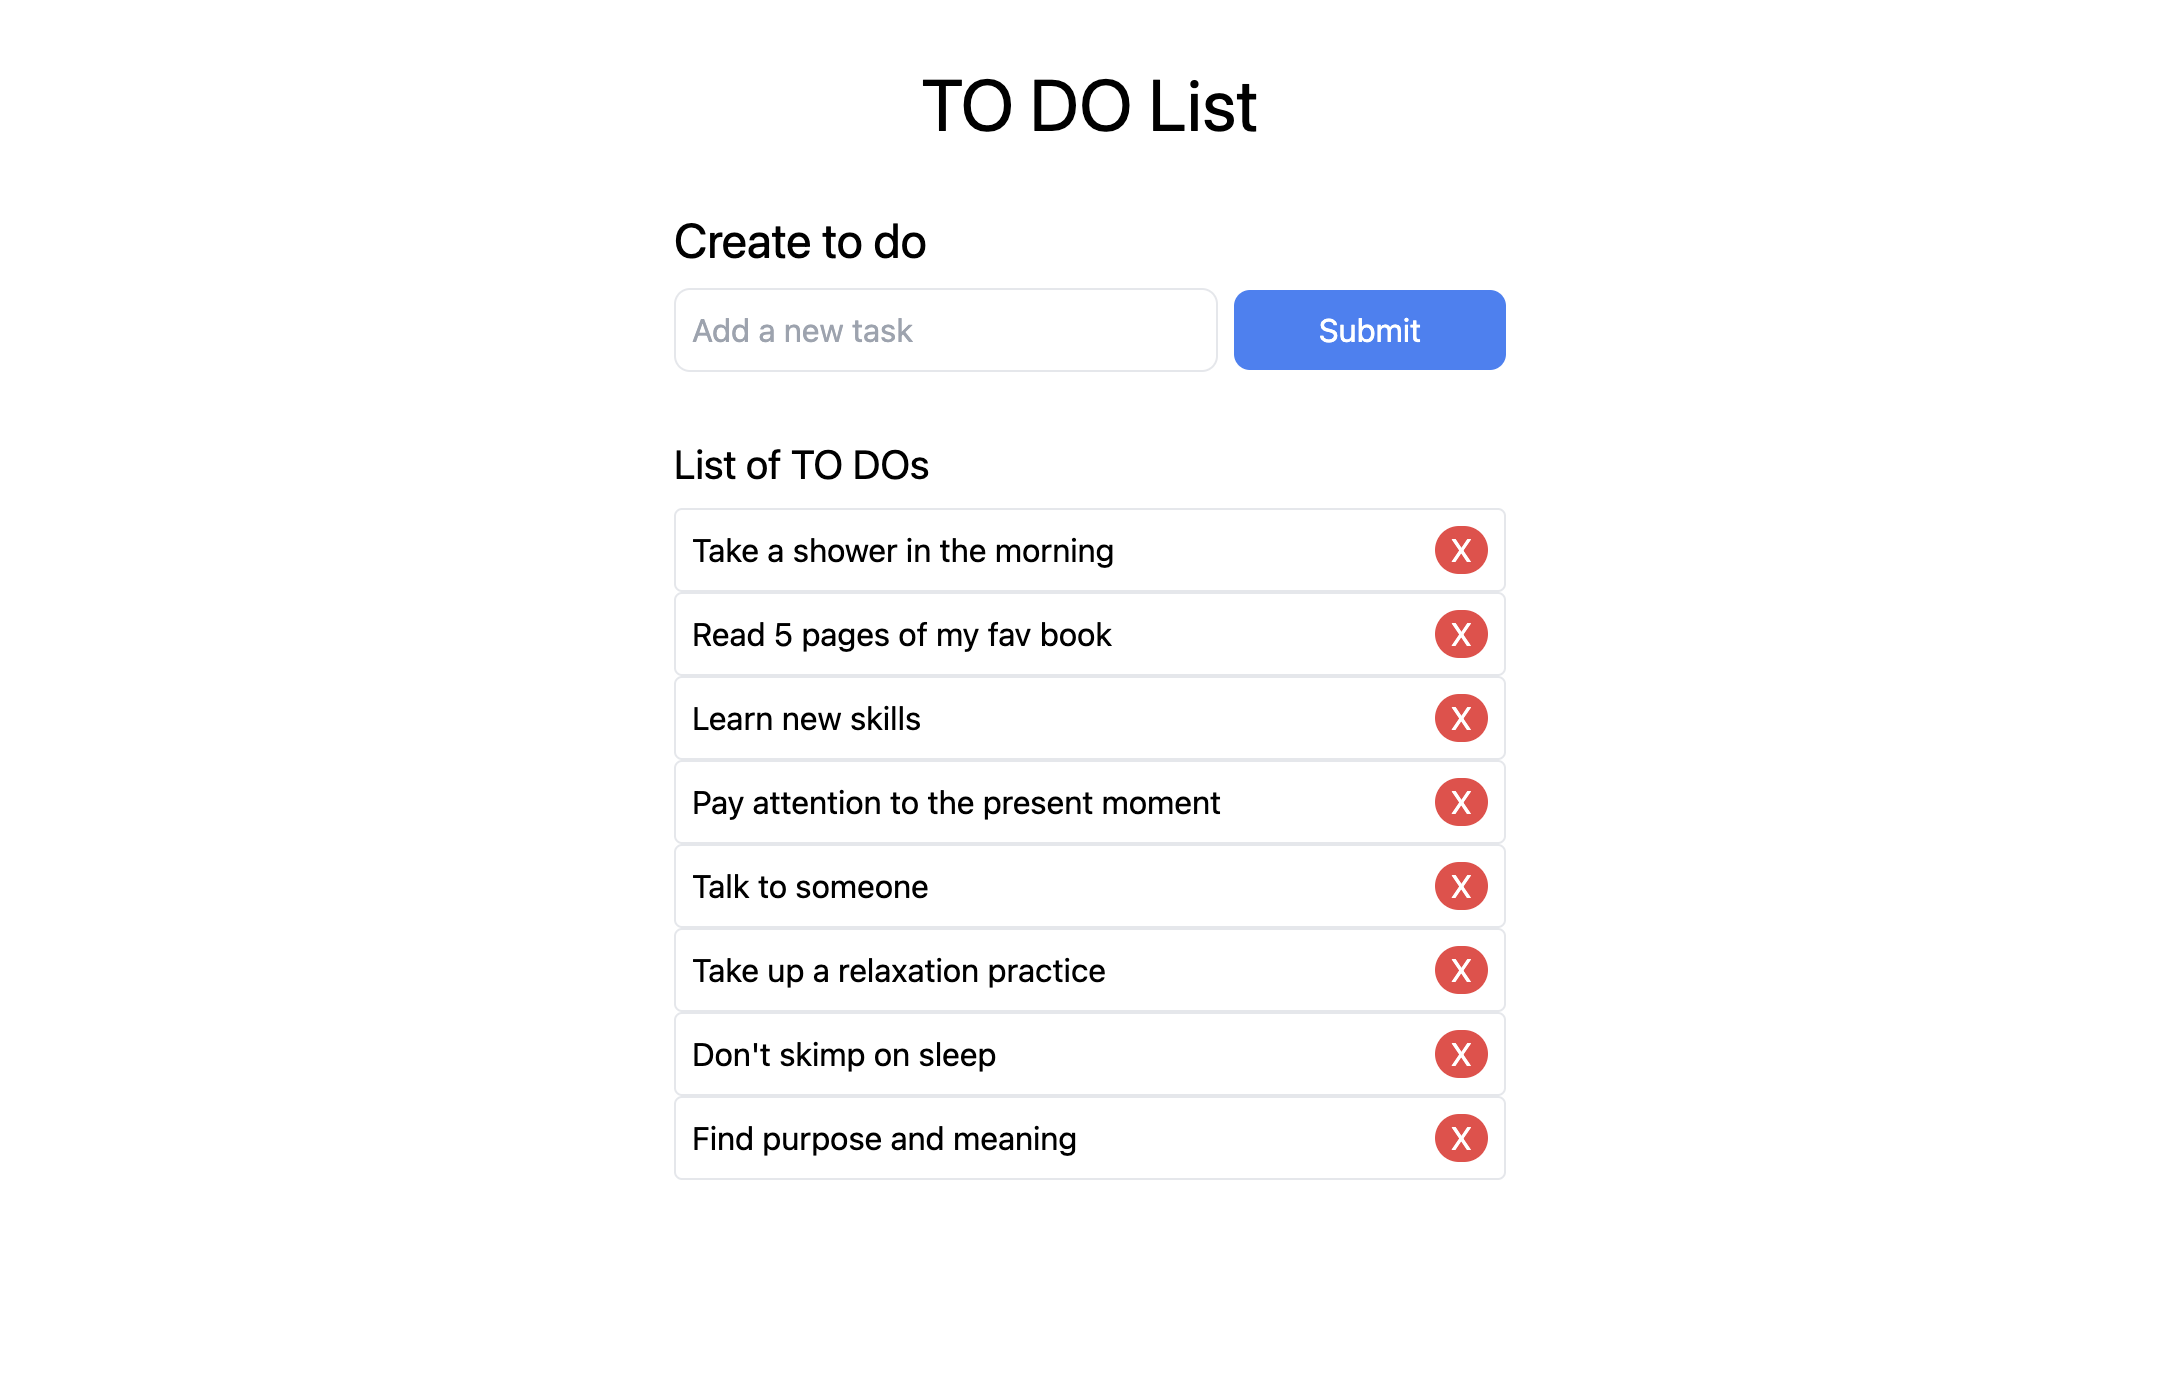 TO DO List
Create to do
Add a new task
Submit
List of TO DOs
Take a shower in the morning
X
Read 5 pages of my fav book
X
Learn new skills
X
Pay attention to the present moment
X
Talk to someone
X
Take up a relaxation practice
X
Don't skimp on sleep
X
Find purpose and meaning
X